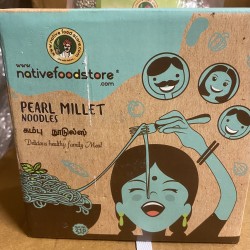 www.
nativefoodstore
.com
PEARL MILLET
NOODLES
கம்பு நூடுல்ஸ்
Delicious healthy family Meal